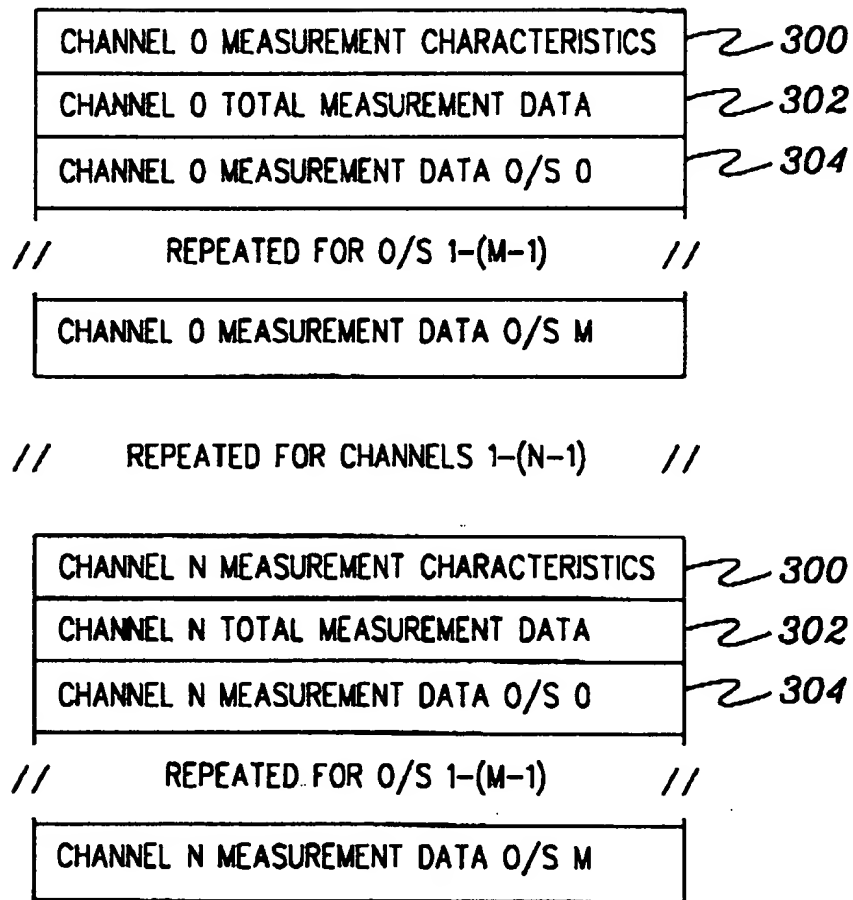 CHANNEL 0 MEASUREMENT CHARACTERISTICS 300
CHANNEL 0 TOTAL MEASUREMENT DATA 302
CHANNEL 0 MEASUREMENT DATA O/S 0 304
// REPEATED FOR O/S 1-(M-1) //
CHANNEL 0 MEASUREMENT DATA O/S M
// REPEATED FOR CHANNELS 1-(N-1) //
CHANNEL N MEASUREMENT CHARACTERISTICS 300
CHANNEL N TOTAL MEASUREMENT DATA 302
CHANNEL N MEASUREMENT DATA O/S 0 304
// REPEATED FOR O/S 1-(M-1) //
CHANNEL N MEASUREMENT DATA O/S M